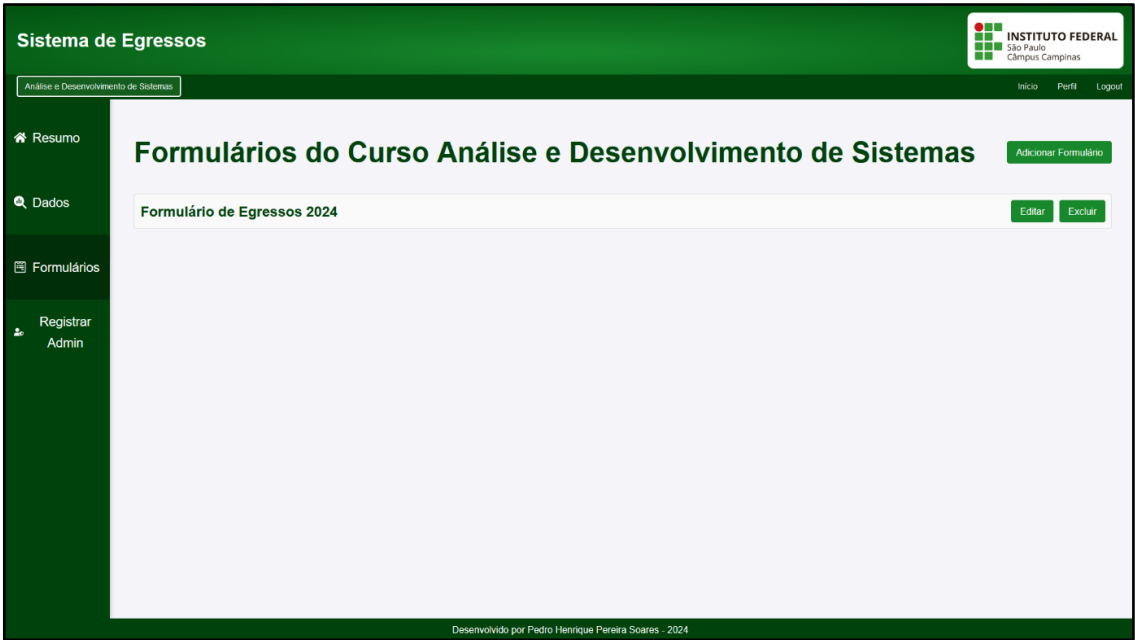 Sistema de Egressos
INSTITUTO FEDERAL
São Paulo
Câmpus Campinas
Análise e Desenvolvimento de Sistemas
Início Perfil Logout
Resumo
Dados
Formulários
Registrar
Admin
Formulários do Curso Análise e Desenvolvimento de Sistemas
Adicionar Formulário
Formulário de Egressos 2024
Editar Excluir
Desenvolvido por Pedro Henrique Pereira Soares - 2024